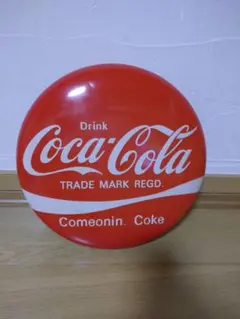 Drink
Coca-Cola
TRADE MARK REGD.
Comeonin. Coke